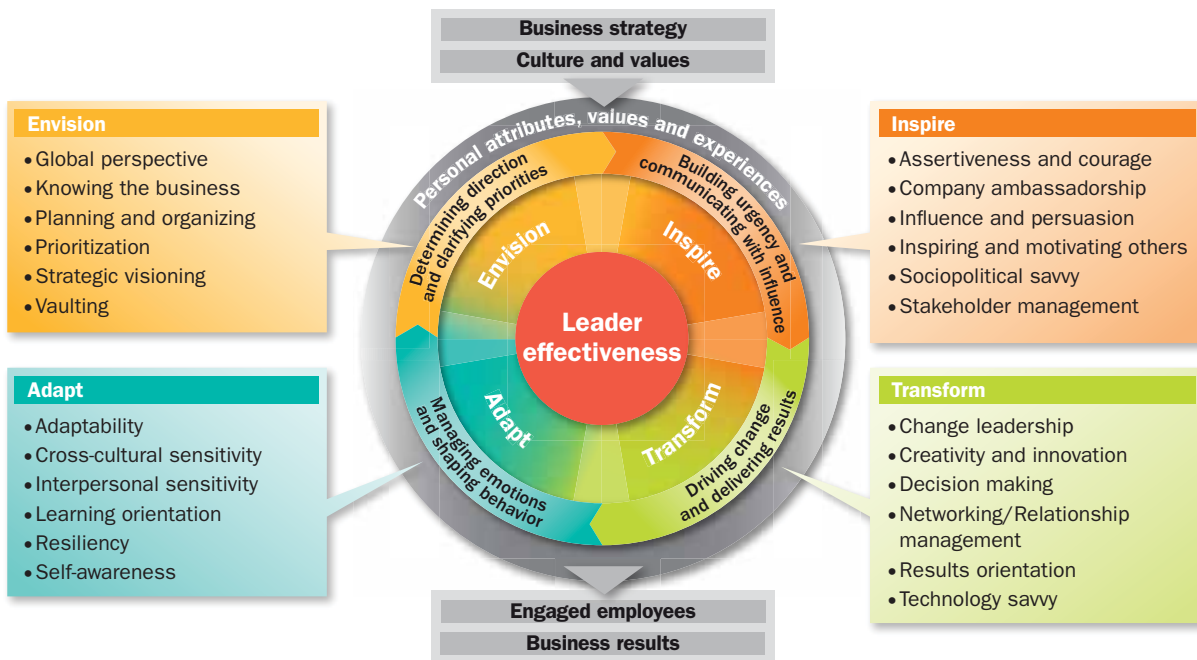 Business strategy
Culture and values
Envision
• Global perspective
• Knowing the business
• Planning and organizing
• Prioritization
• Strategic visioning
• Vaulting
Inspire
• Assertiveness and courage
• Company ambassadorship
• Influence and persuasion
• Inspiring and motivating others
• Sociopolitical savvy
• Stakeholder management
Personal attributes, values and experiences
Determining direction
and clarifying priorities
Building urgency and
communicating with influence
Envision
Inspire
Leader
effectiveness
Adapt
Transform
Managing emotions
and shaping behavior
Driving change
and delivering results
Adapt
• Adaptability
• Cross-cultural sensitivity
• Interpersonal sensitivity
• Learning orientation
• Resiliency
• Self-awareness
Transform
• Change leadership
• Creativity and innovation
• Decision making
• Networking/Relationship
management
• Results orientation
• Technology savvy
Engaged employees
Business results